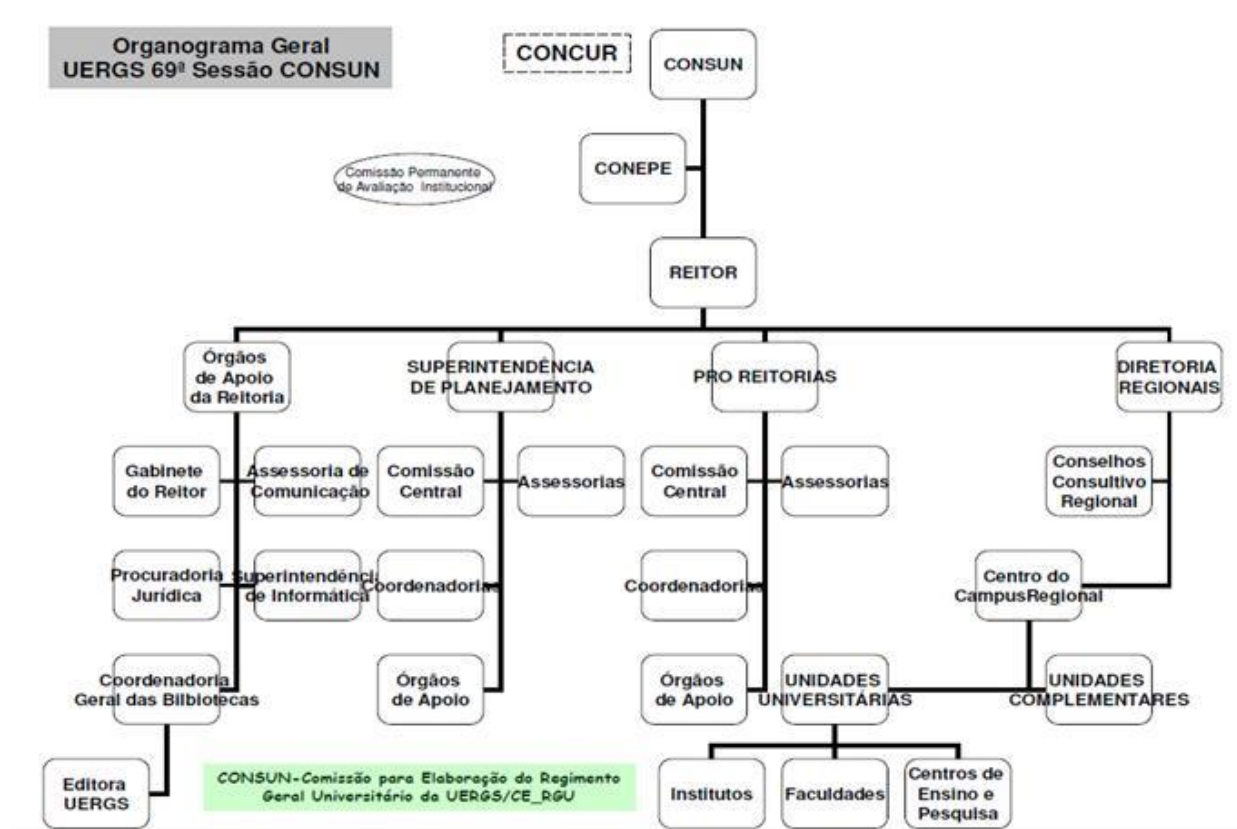 Organograma Geral
UERGS 69ª Sessão CONSUN
CONCUR
CONSUN
Comissão Permanente
de Avaliação Institucional
CONEPE
REITOR
Órgãos
de Apoio
da Reitoria
SUPERINTENDÊNCIA
DE PLANEJAMENTO
PRO REITORIAS
DIRETORIA
REGIONAIS
Gabinete
do Reitor
Assessoria de
Comunicação
Comissão
Central
Assessorias
Comissão
Central
Assessorias
Conselhos
Consultivo
Regional
Procuradoria
Jurídica
Superintendência
de Informática
Coordenadorias
Coordenadorias
Centro do
CampusRegional
Coordenadoria
Geral das Bilbiotecas
Órgãos
de Apoio
Órgãos
de Apoio
UNIDADES
UNIVERSITÁRIAS
UNIDADES
COMPLEMENTARES
Editora
UERGS
CONSUN-Comissão para Elaboração do Regimento
Geral Universitário da UERGS/CE_RGU
Institutos
Faculdades
Centros de
Ensino e
Pesquisa